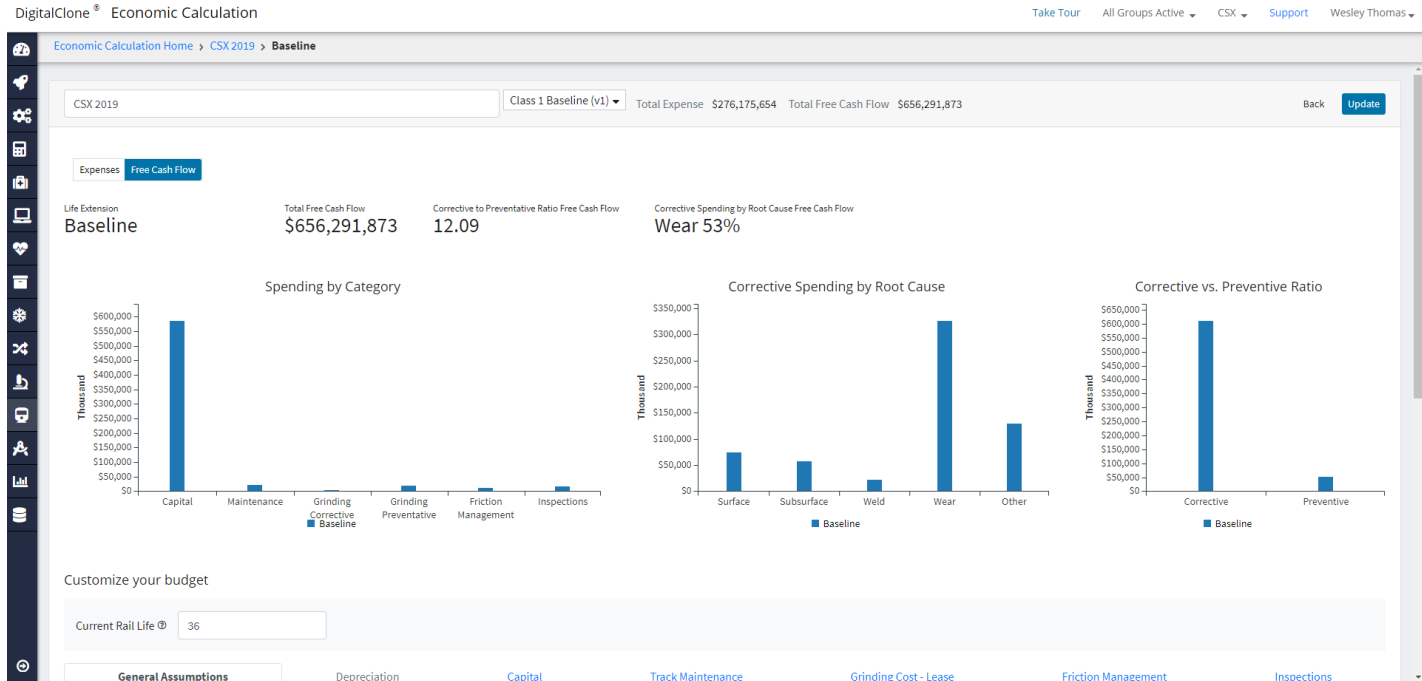 DigitalClone ® Economic Calculation Take Tour All Groups Active CSX Support Wesley Thomas
Economic Calculation Home > CSX 2019 > Baseline
CSX 2019 Class 1 Baseline (v1) Total Expense $276,175,654 Total Free Cash Flow $656,291,873 Back Update
Expenses Free Cash Flow
Life Extension Total Free Cash Flow Corrective to Preventative Ratio Free Cash Flow Corrective Spending by Root Cause Free Cash Flow
Baseline $656,291,873 12.09 Wear 53%
Spending by Category
Thousand
$600,000
$550,000
$500,000
$450,000
$400,000
$350,000
$300,000
$250,000
$200,000
$150,000
$100,000
$50,000
$0
Capital Maintenance Grinding Corrective Grinding Preventative Friction Management Inspections
Baseline
Corrective Spending by Root Cause
Thousand
$350,000
$300,000
$250,000
$200,000
$150,000
$100,000
$50,000
$0
Surface Subsurface Weld Wear Other
Baseline
Corrective vs. Preventive Ratio
Thousand
$650,000
$600,000
$550,000
$500,000
$450,000
$400,000
$350,000
$300,000
$250,000
$200,000
$150,000
$100,000
$50,000
$0
Corrective Preventive
Baseline
Customize your budget
Current Rail Life 36
General Assumptions Depreciation Capital Track Maintenance Grinding Cost - Lease Friction Management Inspections